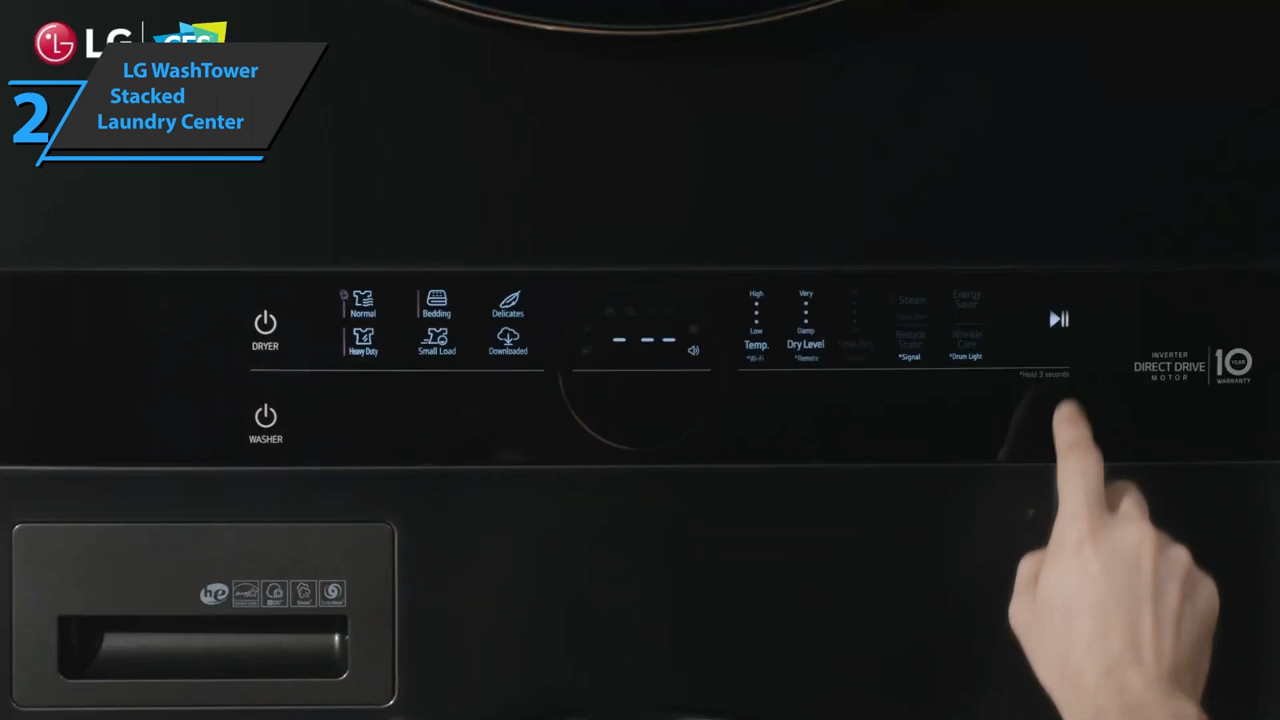 LG
CES
LG WashTower
2
Stacked
Laundry Center
DRYER
Normal
Bedding
Delicates
Heavy Duty
Small Load
Downloaded
High
Low
Temp.
*Wi-Fi
Very
Damp
Dry Level
*Remote
Steam
Reduce
Static
*Signal
Energy
Saver
Wrinkle
Care
*Drum Light
*Hold 3 seconds
INVERTER
DIRECT DRIVE
MOTOR
10 YEAR
WARRANTY
WASHER
he